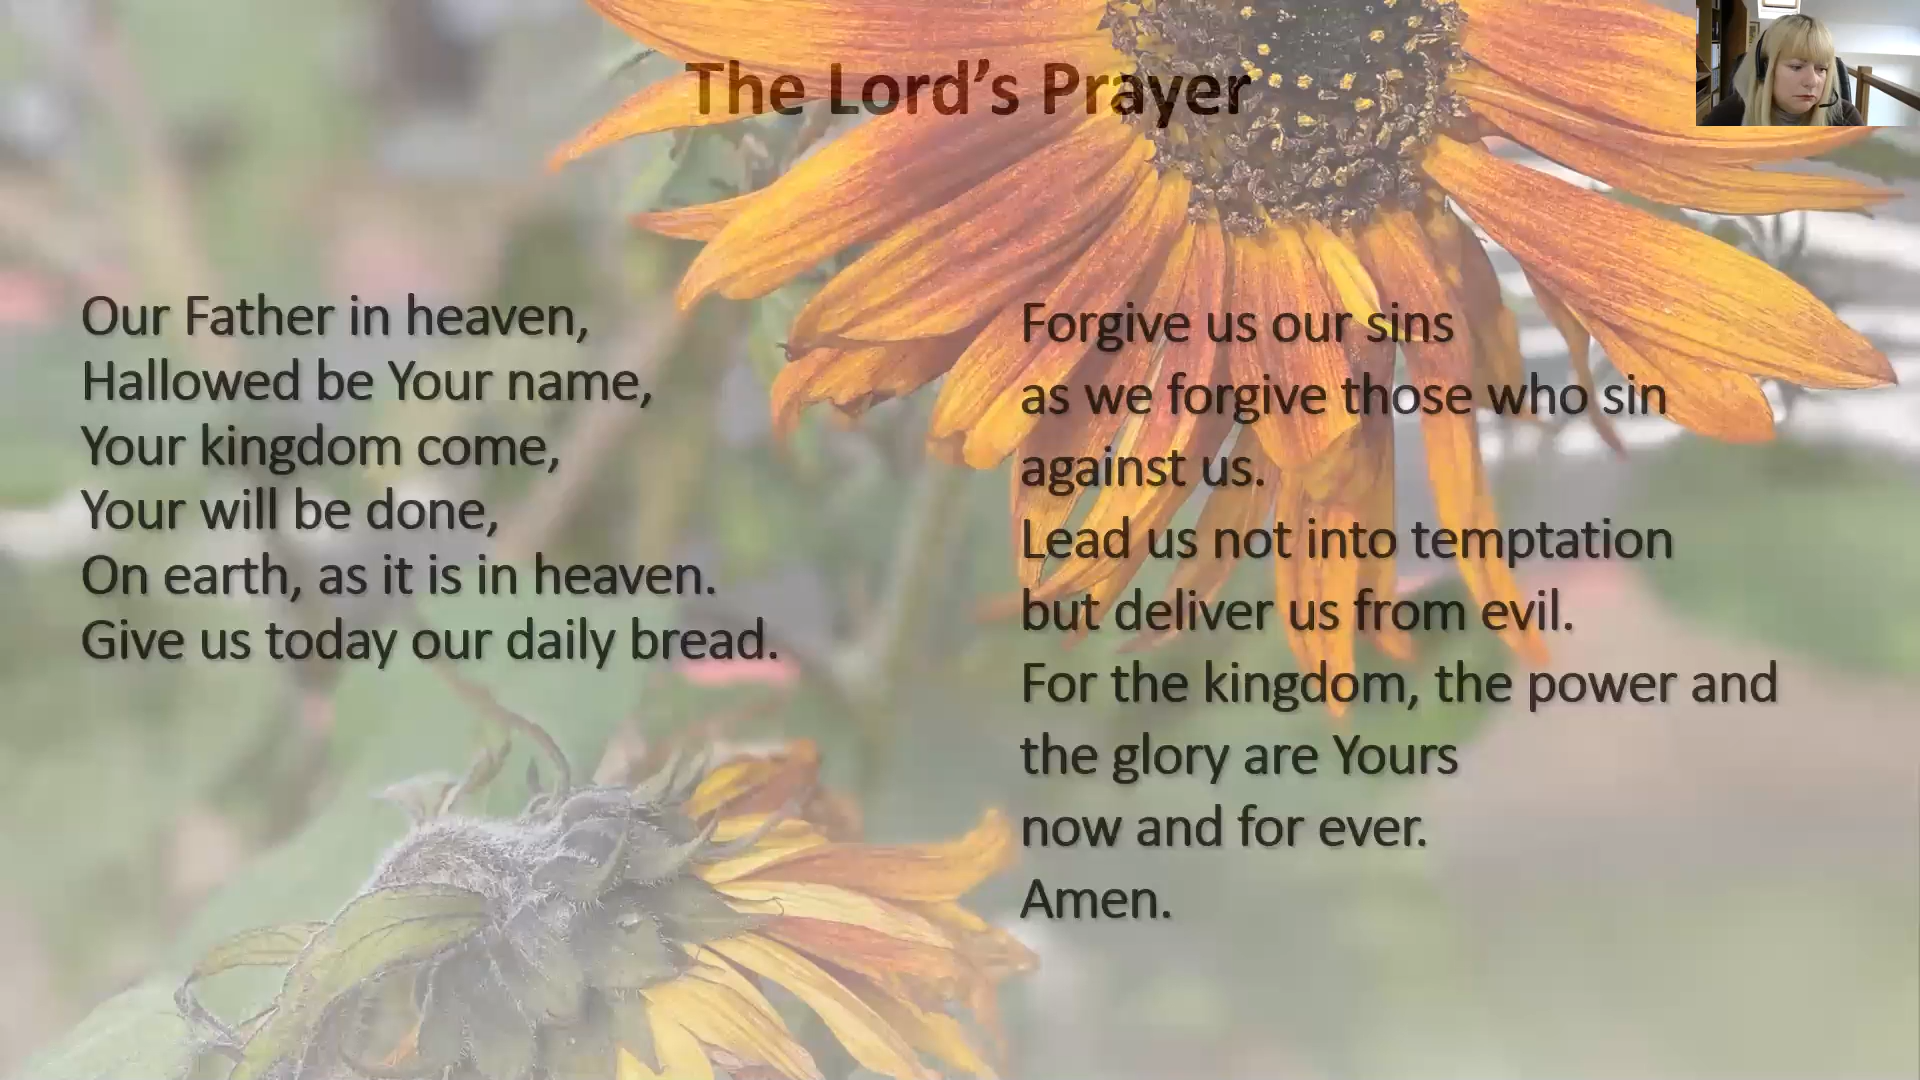 The Lord’s Prayer
Our Father in heaven,
Hallowed be Your name,
Your kingdom come,
Your will be done,
On earth, as it is in heaven.
Give us today our daily bread.
Forgive us our sins
as we forgive those who sin
against us.
Lead us not into temptation
but deliver us from evil.
For the kingdom, the power and
the glory are Yours
now and for ever.
Amen.